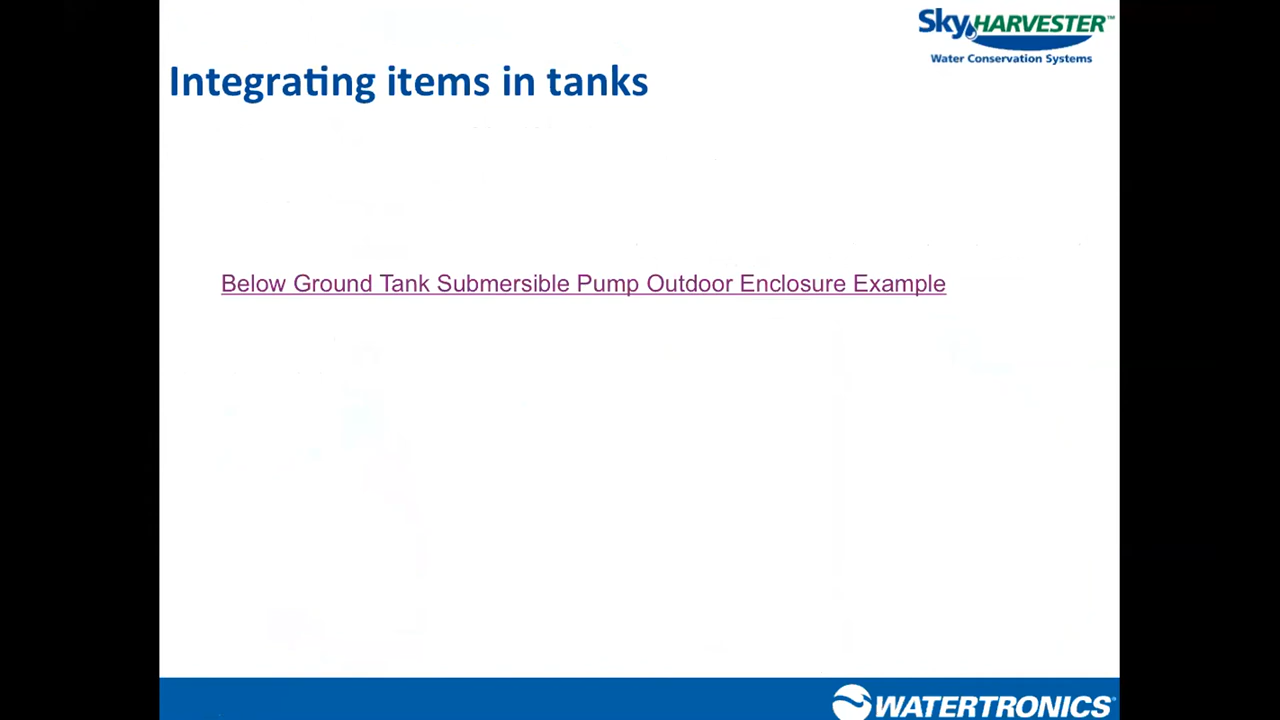 SkyHARVESTER™
Water Conservation Systems
Integrating items in tanks
Below Ground Tank Submersible Pump Outdoor Enclosure Example
WATERTRONICS®